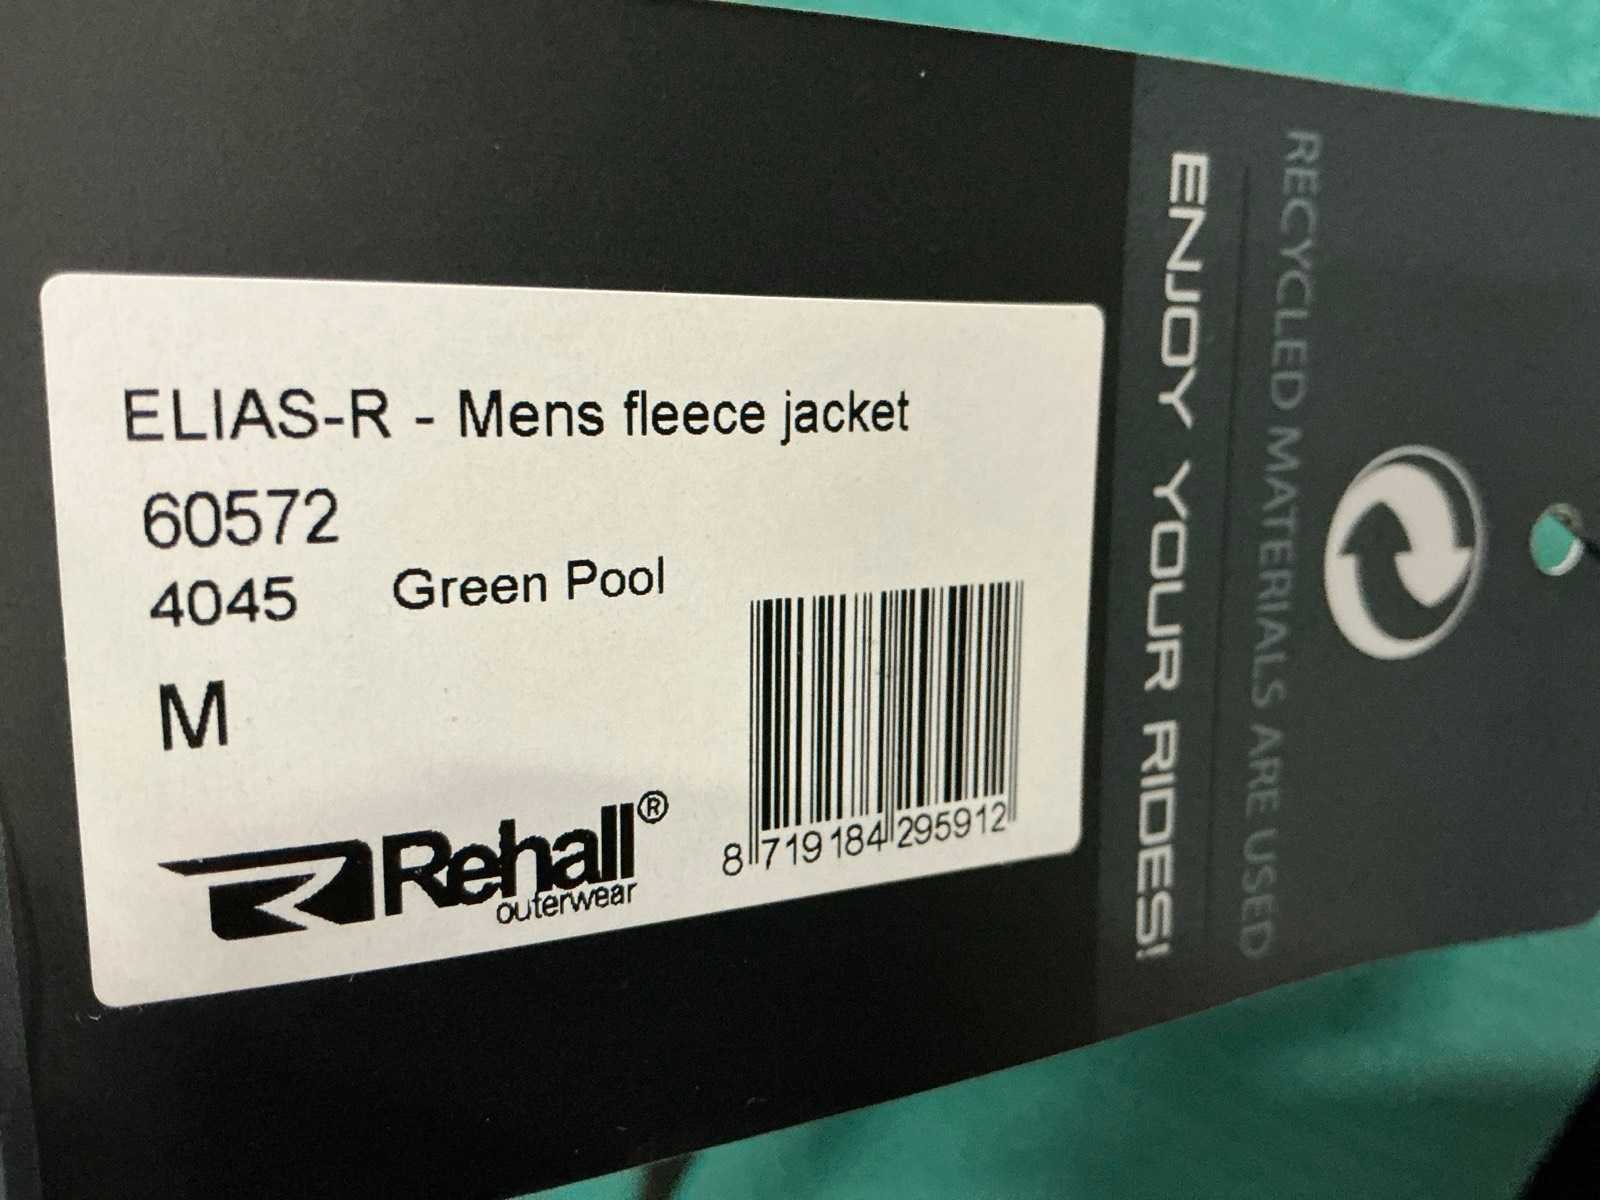 ELIAS-R - Mens fleece jacket
60572
4045 Green Pool
M
Rehall®
outerwear
8 719184 295912
ENJOY YOUR RIDES!
RECYCLED MATERIALS ARE USED